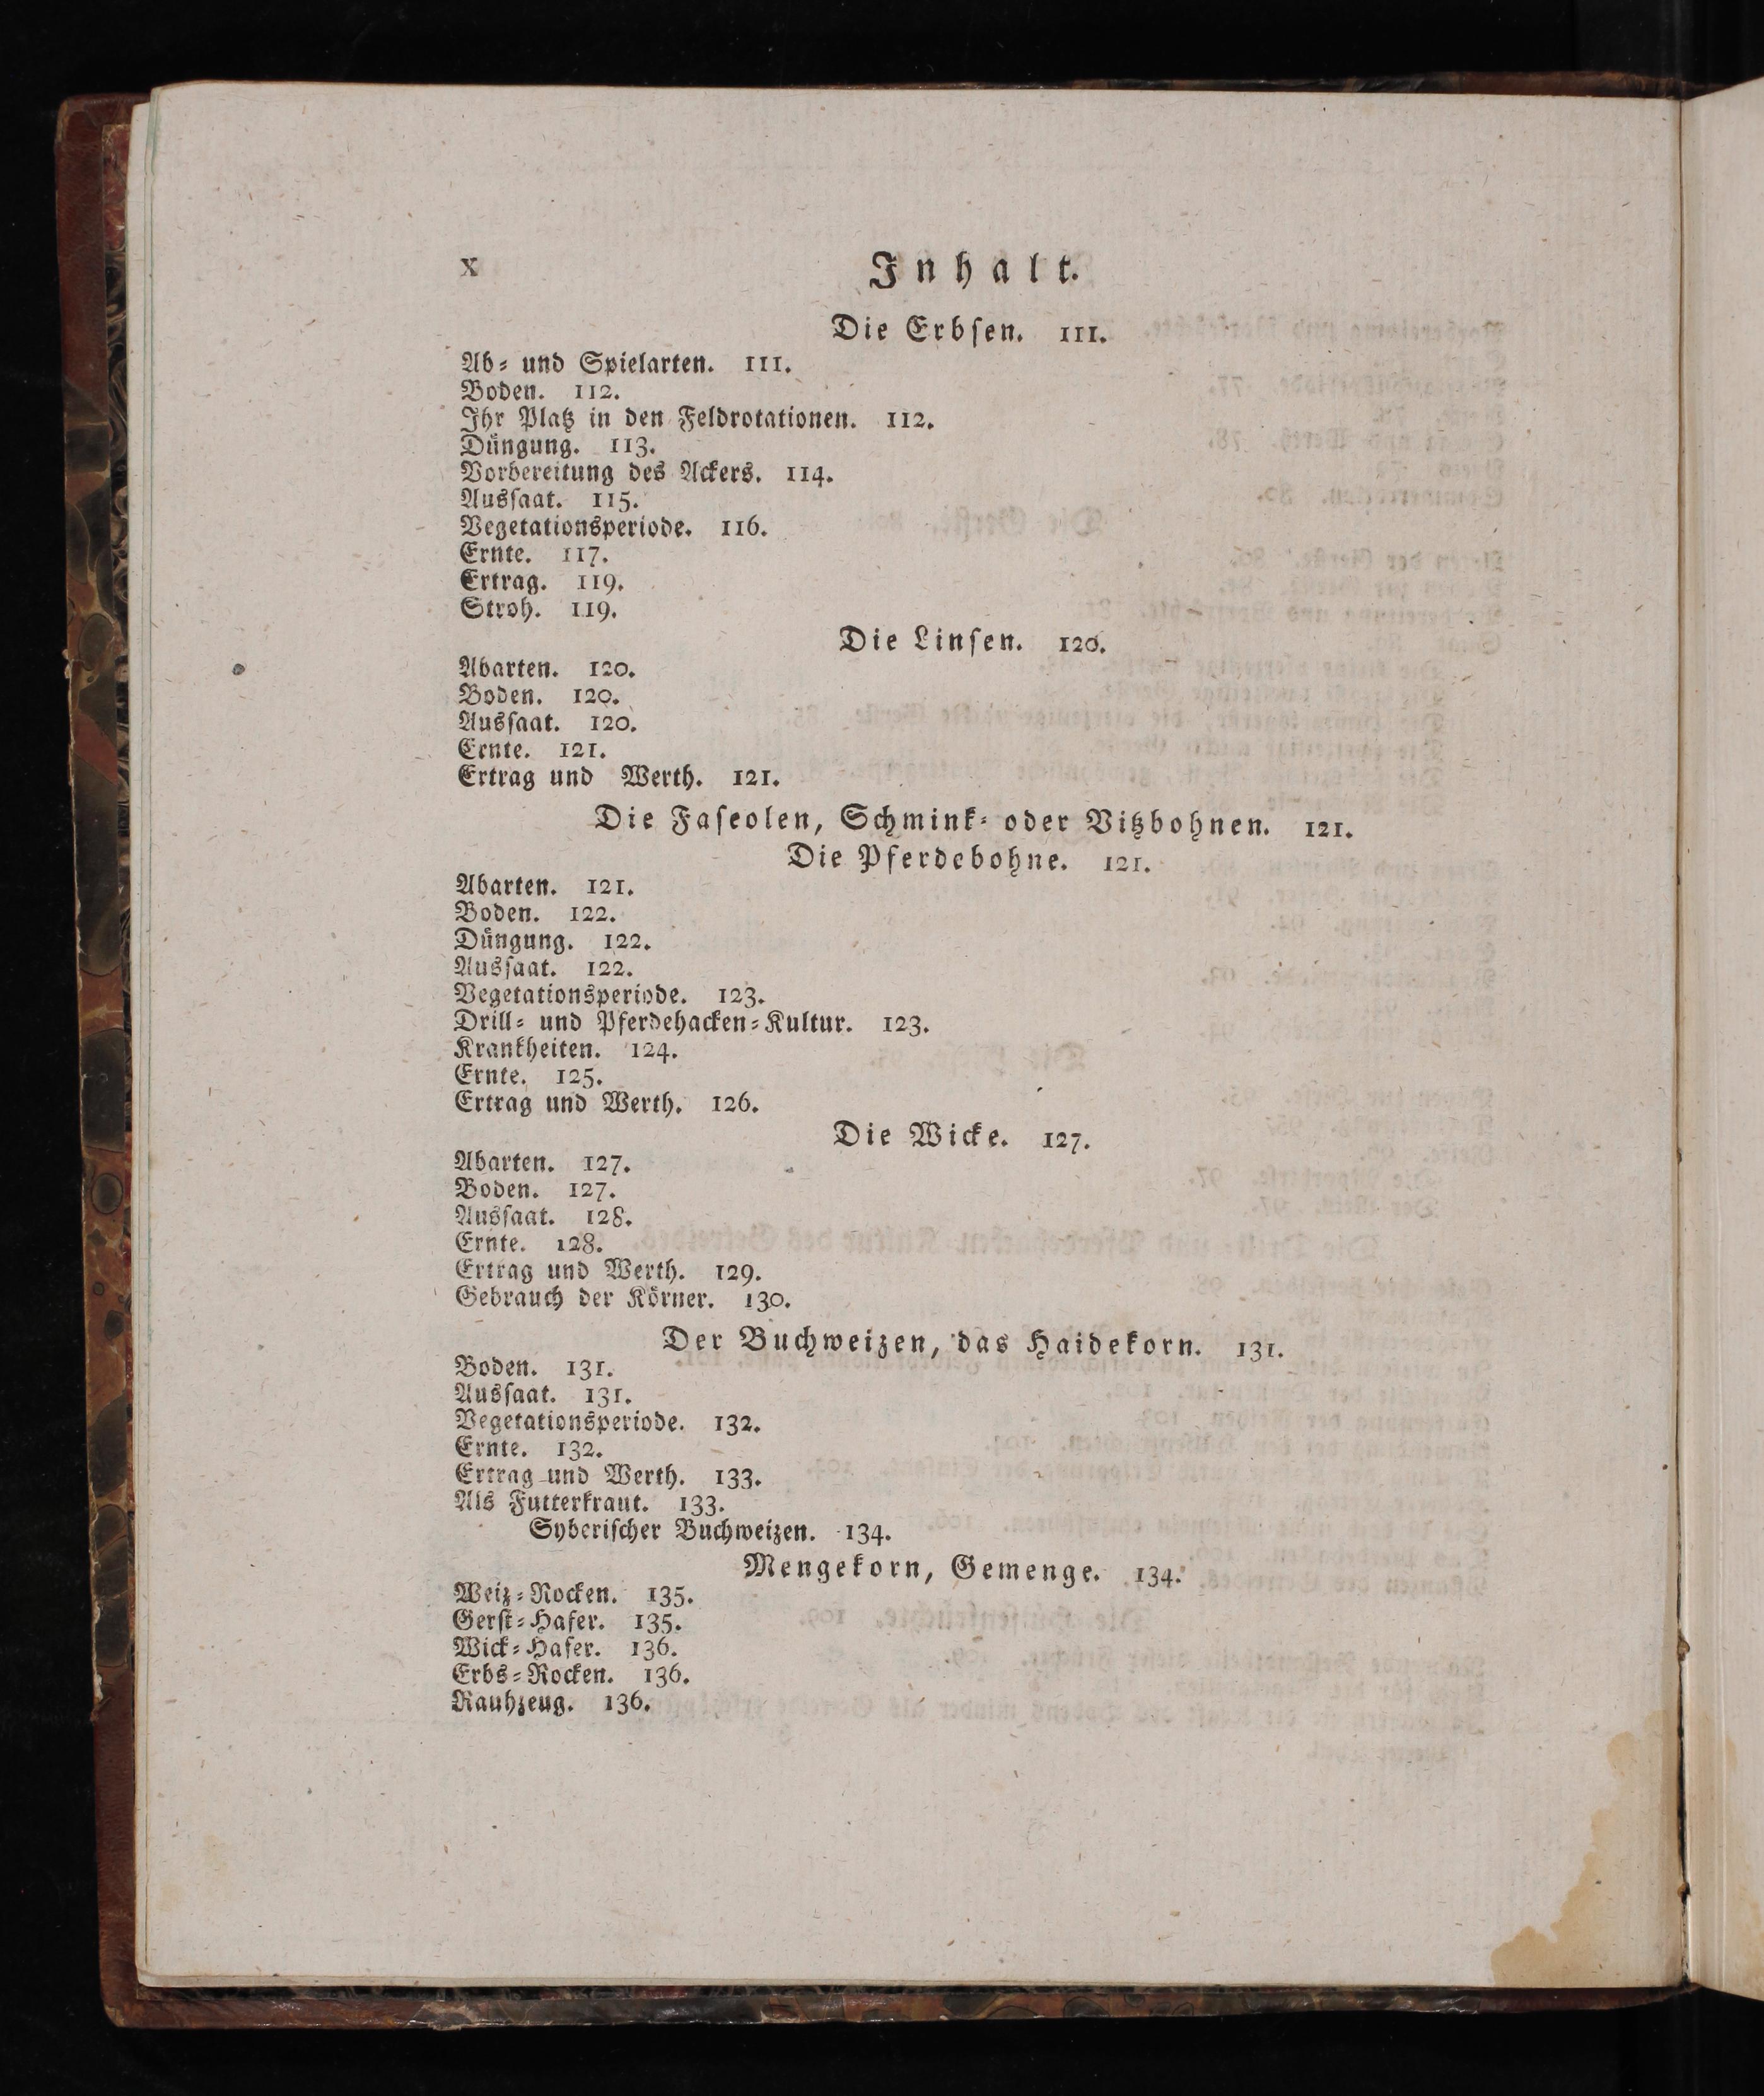 x
Inhalt.
Die Erbſen. 111.
Ab- und Spielarten. 111.
Boden. 112.
Ihr Platz in den Feldrotationen. 112.
Düngung. 113.
Vorbereitung des Ackers. 114.
Ausſaat. 115.
Vegetationsperiode. 116.
Ernte. 117.
Ertrag. 119.
Stroh. 119.
Die Linſen. 120.
Abarten. 120.
Boden. 120.
Ausſaat. 120.
Ernte. 121.
Ertrag und Werth. 121.
Die Faſeolen, Schmink- oder Vitzbohnen. 121.
Die Pferdebohne. 121.
Abarten. 121.
Boden. 122.
Düngung. 122.
Ausſaat. 122.
Vegetationsperiode. 123.
Drill- und Pferdehacken-Kultur. 123.
Krankheiten. 124.
Ernte. 125.
Ertrag und Werth. 126.
Die Wicke. 127.
Abarten. 127.
Boden. 127.
Ausſaat. 128.
Ernte. 128.
Ertrag und Werth. 129.
Gebrauch der Körner. 130.
Der Buchweizen, das Haidekorn. 131.
Boden. 131.
Ausſaat. 131.
Vegetationsperiode. 132.
Ernte. 132.
Ertrag und Werth. 133.
Als Futterkraut. 133.
Syberiſcher Buchweizen. 134.
Mengekorn, Gemenge. 134.
Weiz-Rocken. 135.
Gerſt-Hafer. 135.
Wick-Hafer. 136.
Erbs-Rocken. 136.
Rauhzeug. 136.